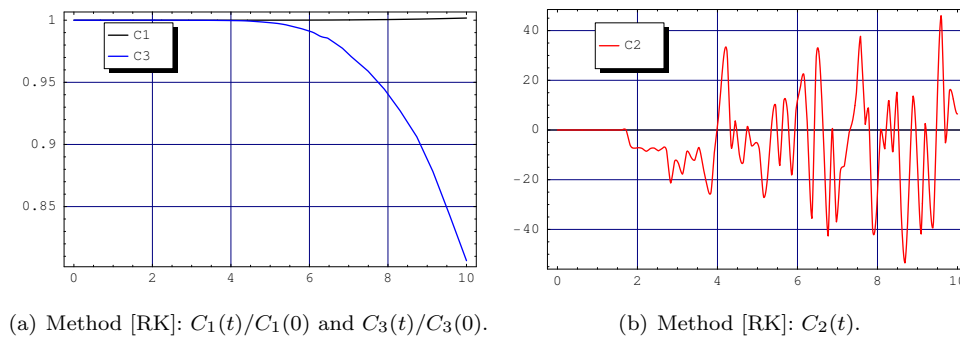 C1
C3
1
0.95
0.9
0.85
0 2 4 6 8 10
C2
40
20
0
-20
-40
0 2 4 6 8 10
(a) Method [RK]: C₁(t)/C₁(0) and C₃(t)/C₃(0).
(b) Method [RK]: C₂(t).